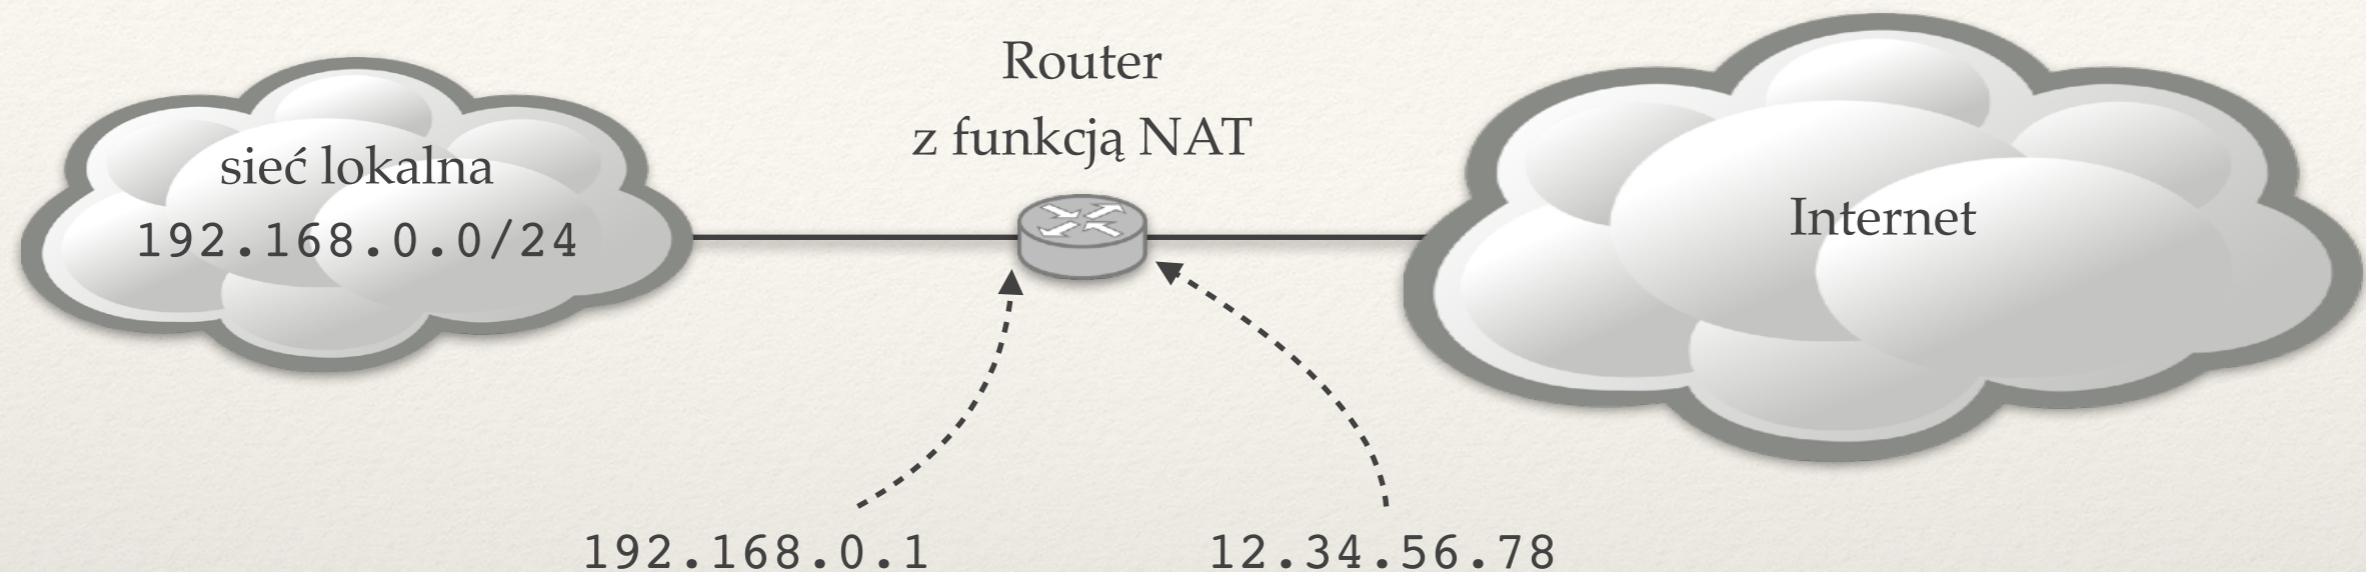 Router
z funkcją NAT
sieć lokalna
192.168.0.0/24
Internet
192.168.0.1
12.34.56.78